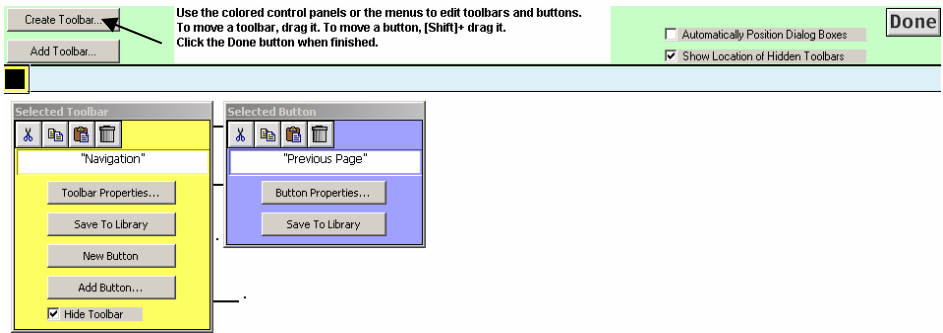 Create Toolbar...
Add Toolbar...
Use the colored control panels or the menus to edit toolbars and buttons.
To move a toolbar, drag it. To move a button, [Shift]+ drag it.
Click the Done button when finished.
Automatically Position Dialog Boxes
Show Location of Hidden Toolbars
Done
Selected Toolbar
"Navigation"
Toolbar Properties...
Save To Library
New Button
Add Button...
Hide Toolbar
Selected Button
"Previous Page"
Button Properties...
Save To Library